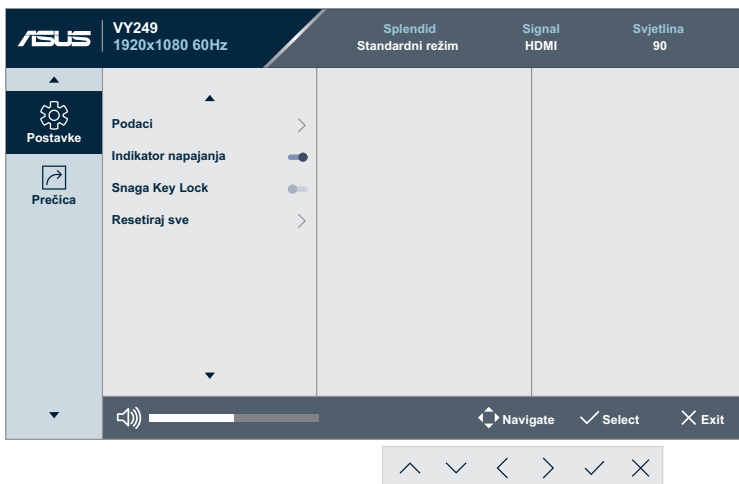 ASUS
VY249
1920x1080 60Hz
Splendid
Standardni režim
Signal
HDMI
Svjetlina
90
Postavke
Prečica
Podaci
Indikator napajanja
Snaga Key Lock
Resetiraj sve
Navigate
Select
Exit